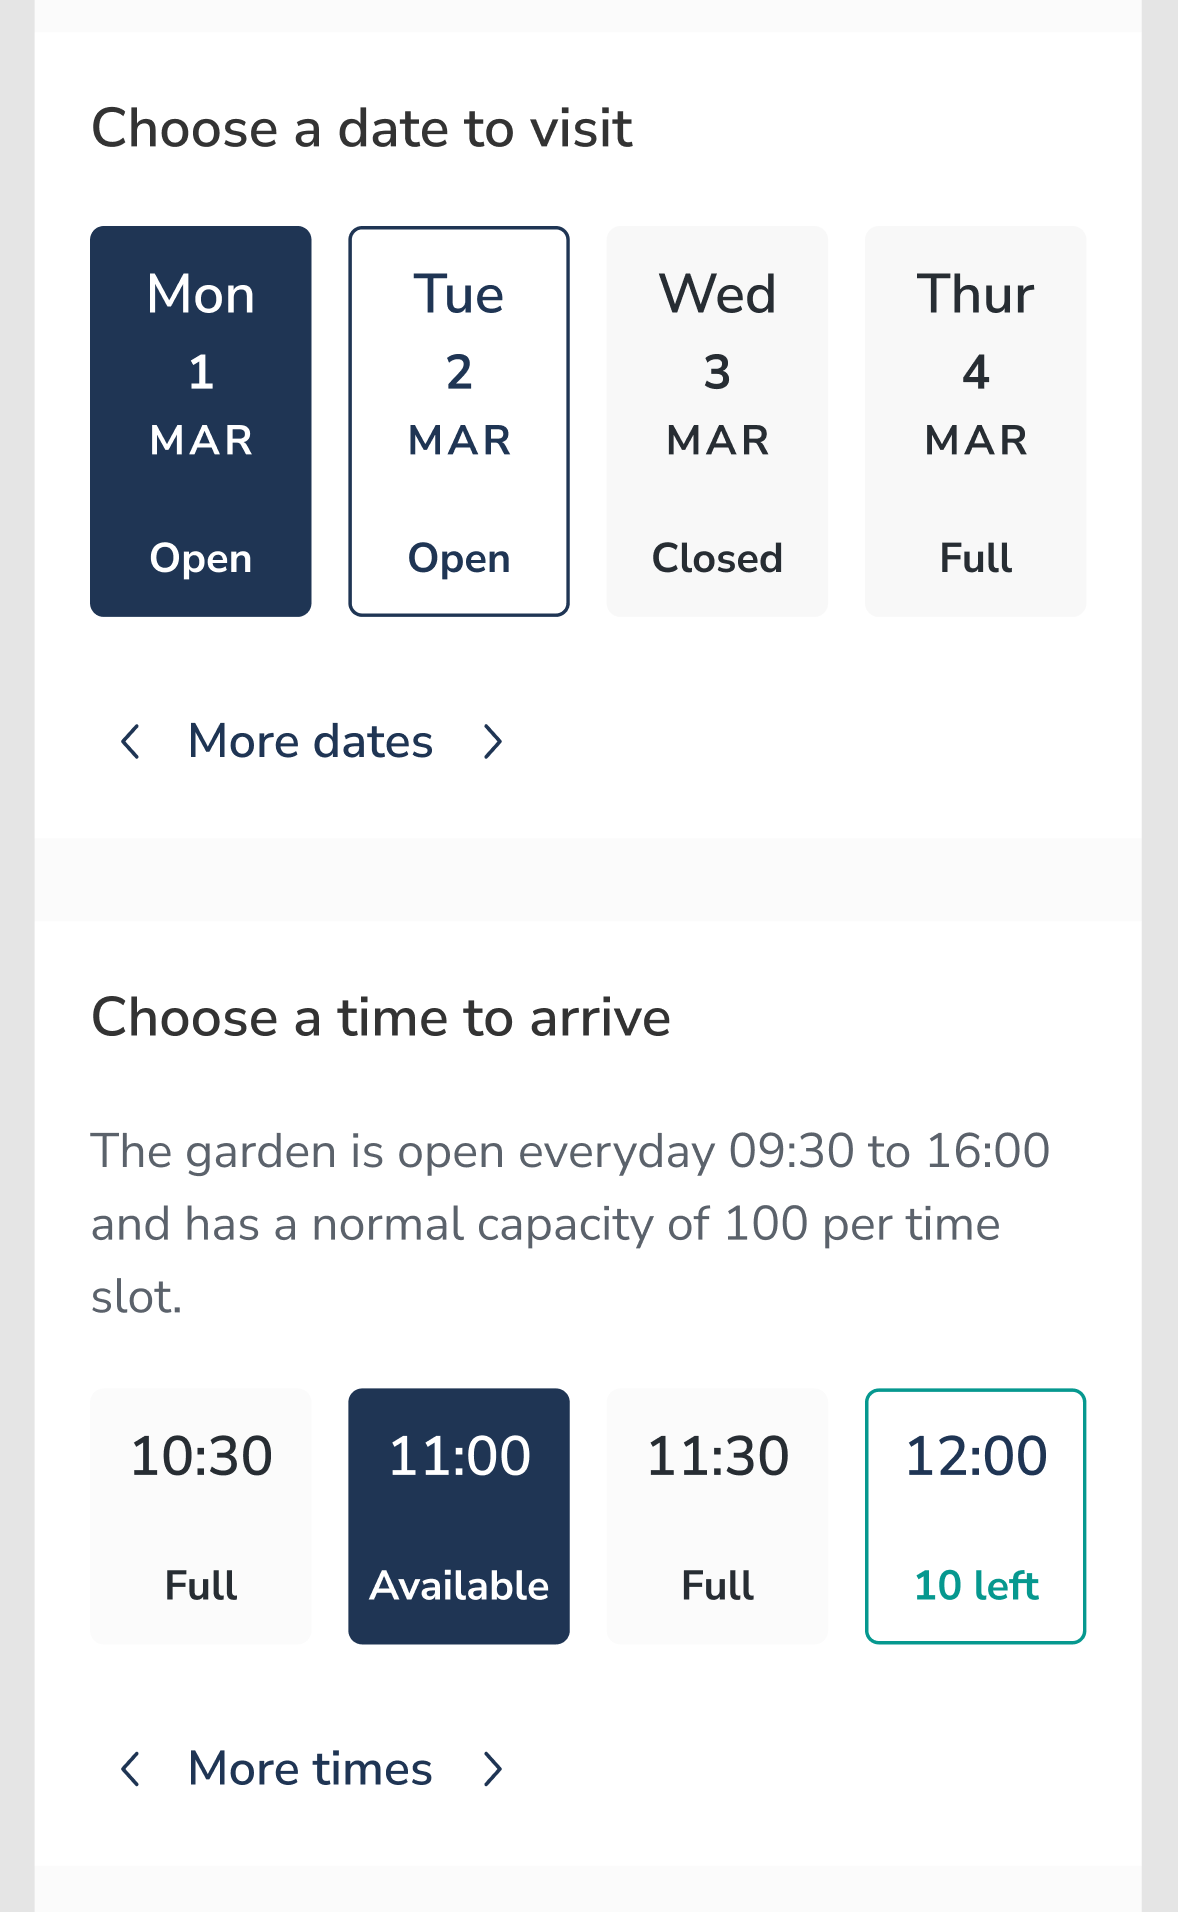 Choose a date to visit
Mon Tue Wed Thur
1 2 3 4
MAR MAR MAR MAR
Open Open Closed Full
More dates
Choose a time to arrive
The garden is open everyday 09:30 to 16:00
and has a normal capacity of 100 per time
slot.
10:30 11:00 11:30 12:00
Full Available Full 10 left
More times